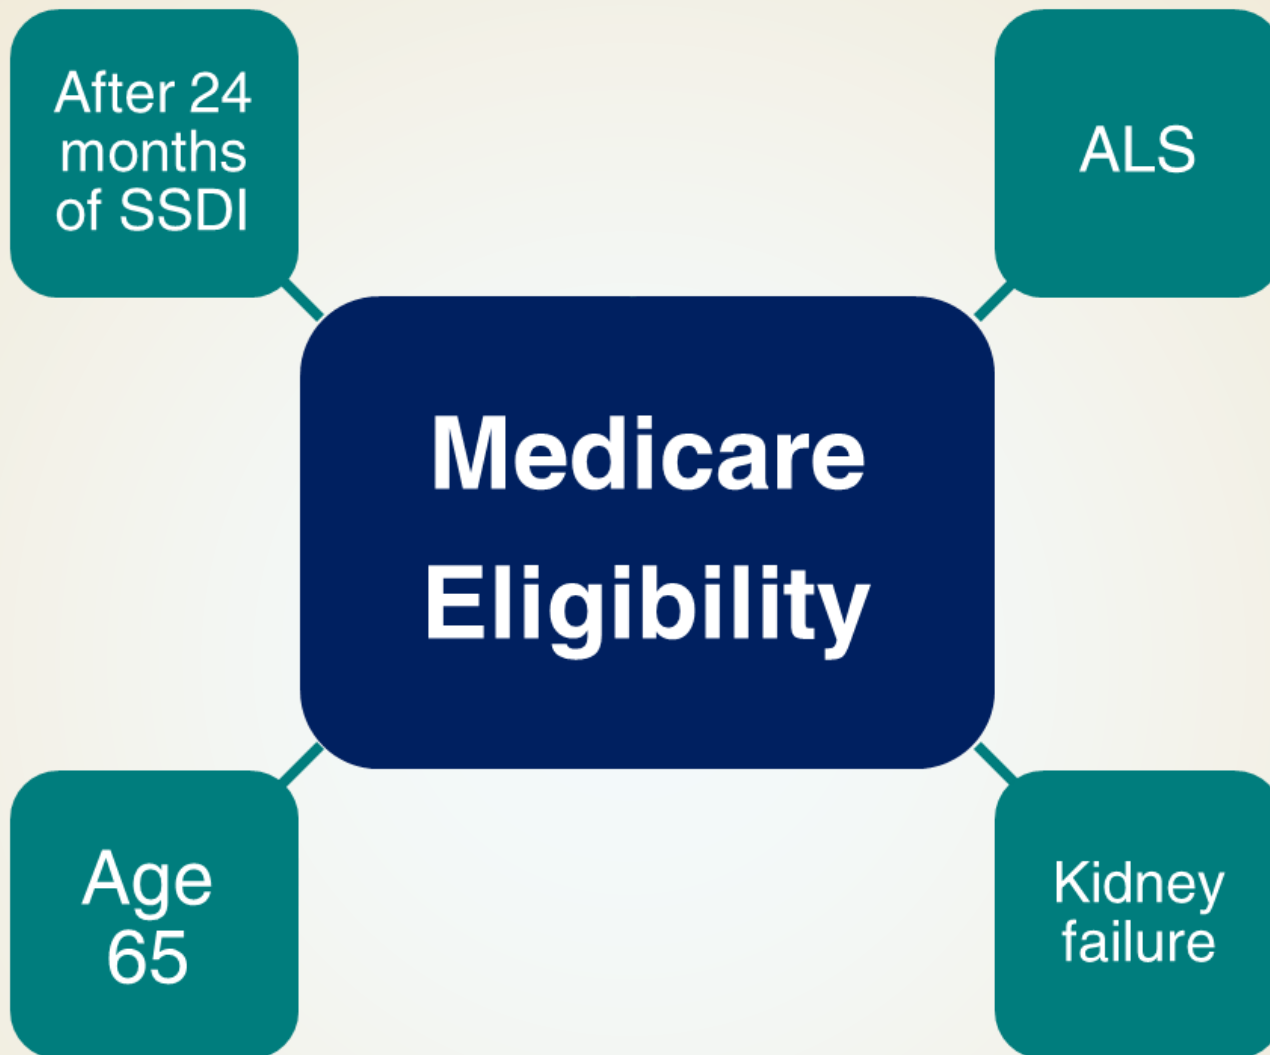 After 24
months
of SSDI
ALS
Medicare
Eligibility
Age
65
Kidney
failure